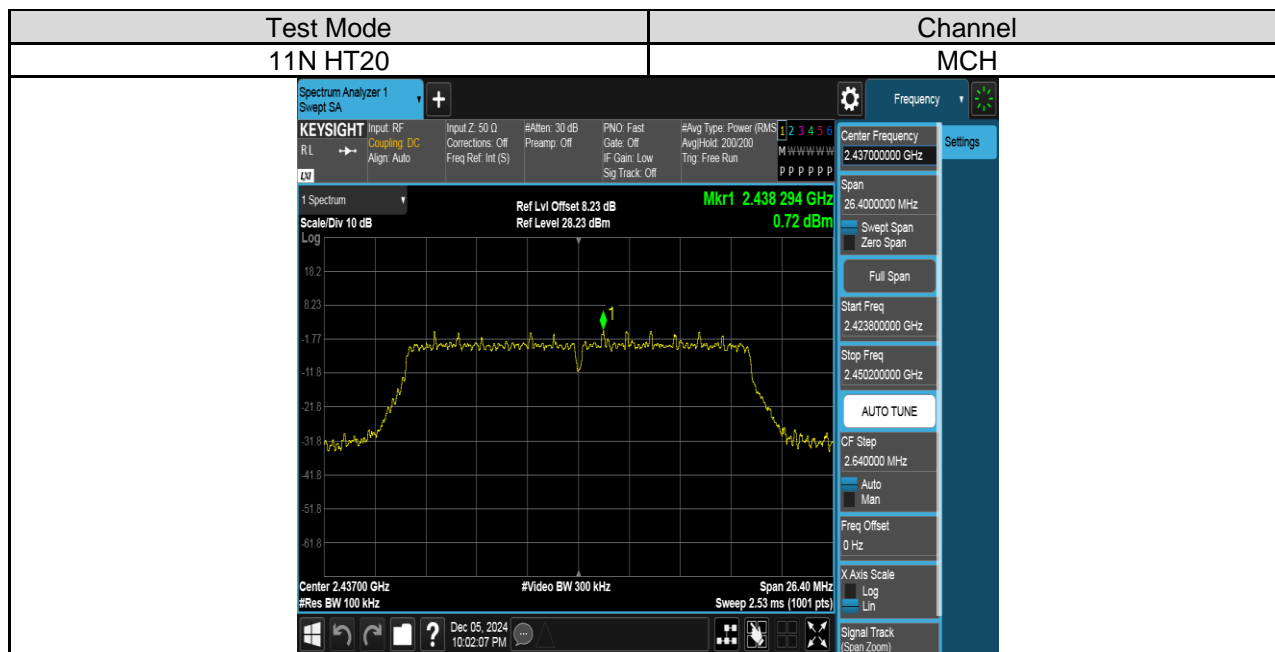 Test Mode Channel
11N HT20 MCH
Spectrum Analyzer 1
Swept SA
Frequency
KEYSIGHT
RL
LXI
Input: RF
Coupling: DC
Align: Auto
Input Z: 50 Ω
Corrections: Off
Freq Ref: Int (S)
#Atten: 30 dB
Preamp: Off
PNO: Fast
Gate: Off
IF Gain: Low
Sig Track: Off
#Avg Type: Power (RMS
Avg|Hold: 200/200
Trig: Free Run
1 2 3 4 5 6
M W W W W W
P P P P P P
1 Spectrum
Scale/Div 10 dB
Log
Ref Lvl Offset 8.23 dB
Ref Level 28.23 dBm
Mkr1 2.438 294 GHz
0.72 dBm
18.2
8.23
-1.77
-11.8
-21.8
-31.8
-41.8
-51.8
-61.8
1
Center 2.43700 GHz
#Res BW 100 kHz
#Video BW 300 kHz
Span 26.40 MHz
Sweep 2.53 ms (1001 pts)
Dec 05, 2024
10:02:07 PM
Center Frequency
2.437000000 GHz
Settings
Span
26.4000000 MHz
Swept Span
Zero Span
Full Span
Start Freq
2.423800000 GHz
Stop Freq
2.450200000 GHz
AUTO TUNE
CF Step
2.640000 MHz
Auto
Man
Freq Offset
0 Hz
X Axis Scale
Log
Lin
Signal Track
(Span Zoom)